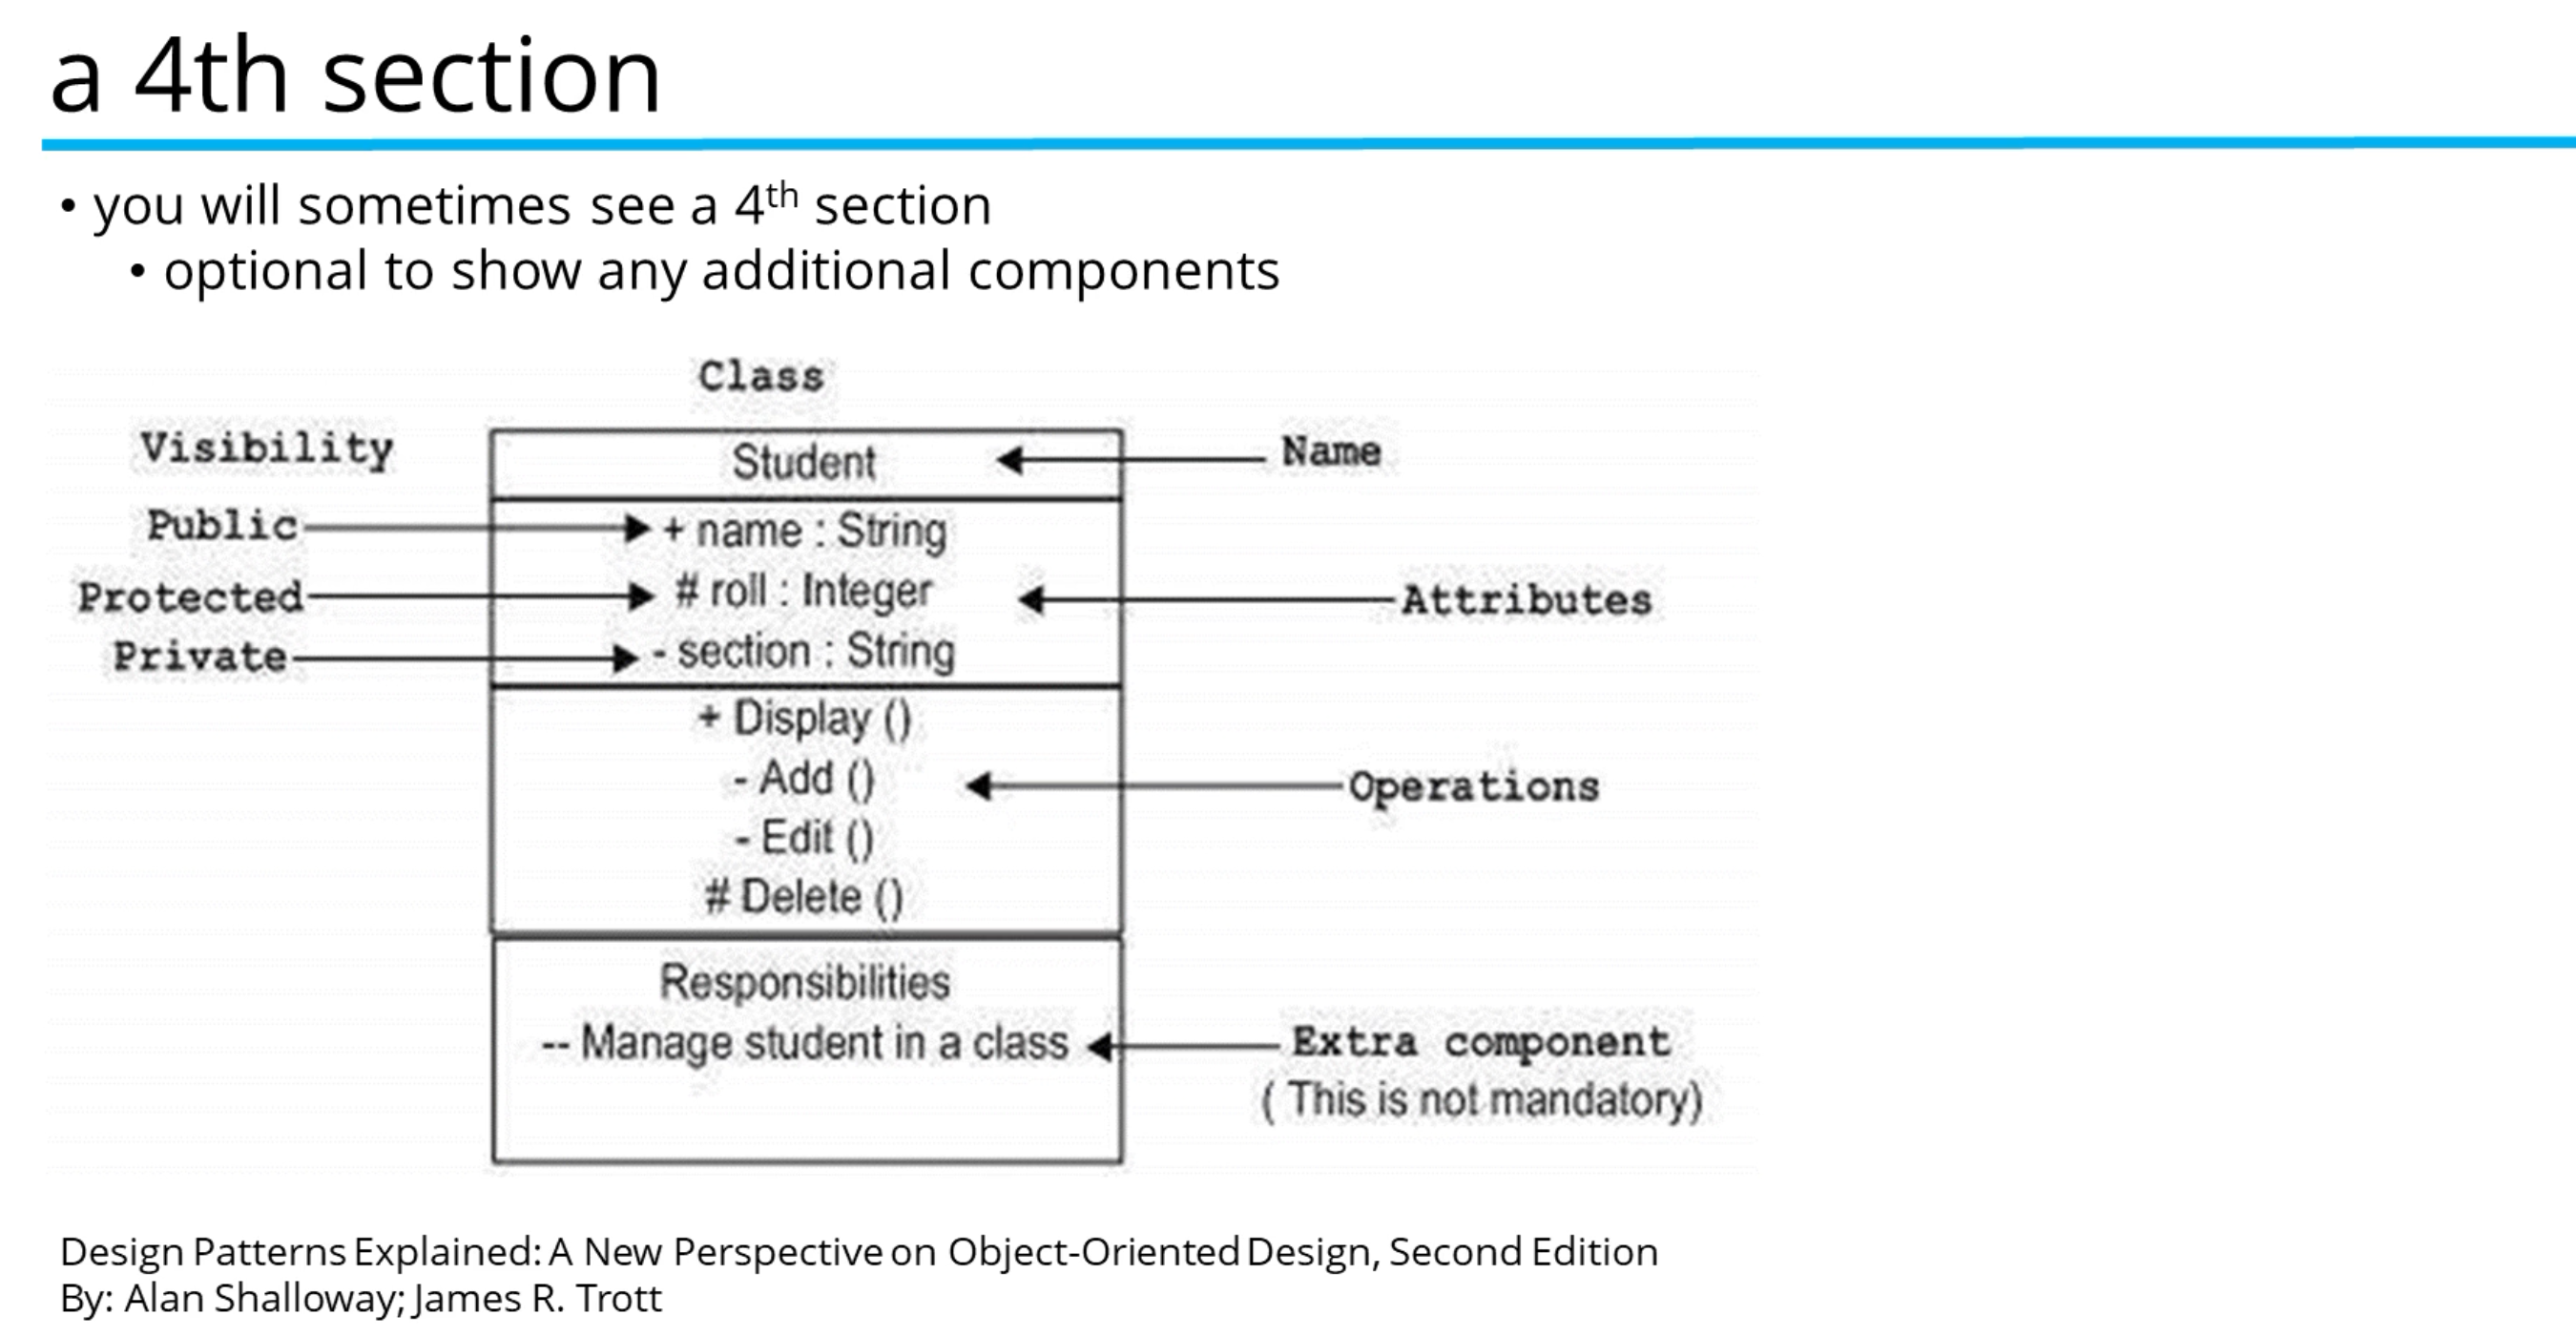 a 4th section
• you will sometimes see a 4th section
• optional to show any additional components
Class
Visibility
Student
Name
Public
+ name : String
Protected
# roll : Integer
Attributes
Private
- section : String
+ Display ()
- Add ()
Operations
- Edit ()
# Delete ()
Responsibilities
-- Manage student in a class
Extra component
( This is not mandatory)
Design Patterns Explained: A New Perspective on Object-Oriented Design, Second Edition
By: Alan Shalloway; James R. Trott